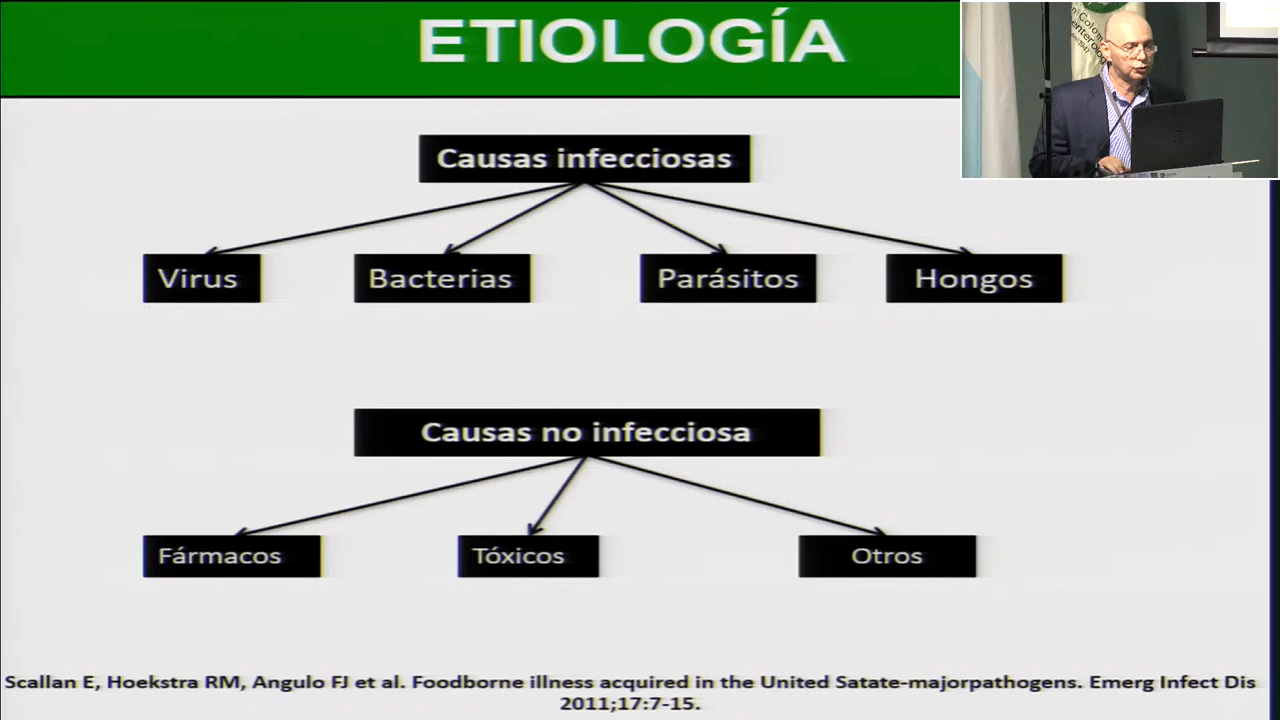 ETIOLOGÍA
Causas infecciosas
Virus
Bacterias
Parásitos
Hongos
Causas no infecciosa
Fármacos
Tóxicos
Otros
Scallan E, Hoekstra RM, Angulo FJ et al. Foodborne illness acquired in the United Satate-majorpathogens. Emerg Infect Dis
2011;17:7-15.